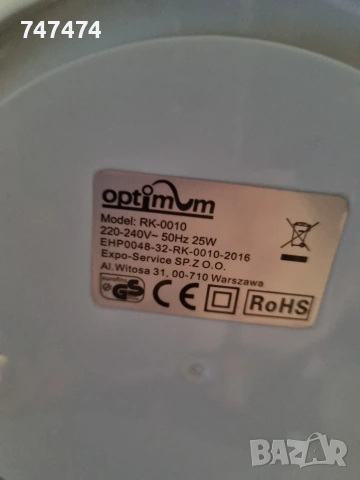 747474
optimum
Model: RK-0010
220-240V~ 50Hz 25W
EHP0048-32-RK-0010-2016
Expo-Service SP.Z O.O.
Al.Witosa 31, 00-710 Warszawa
GS CE RoHS
BAZAR